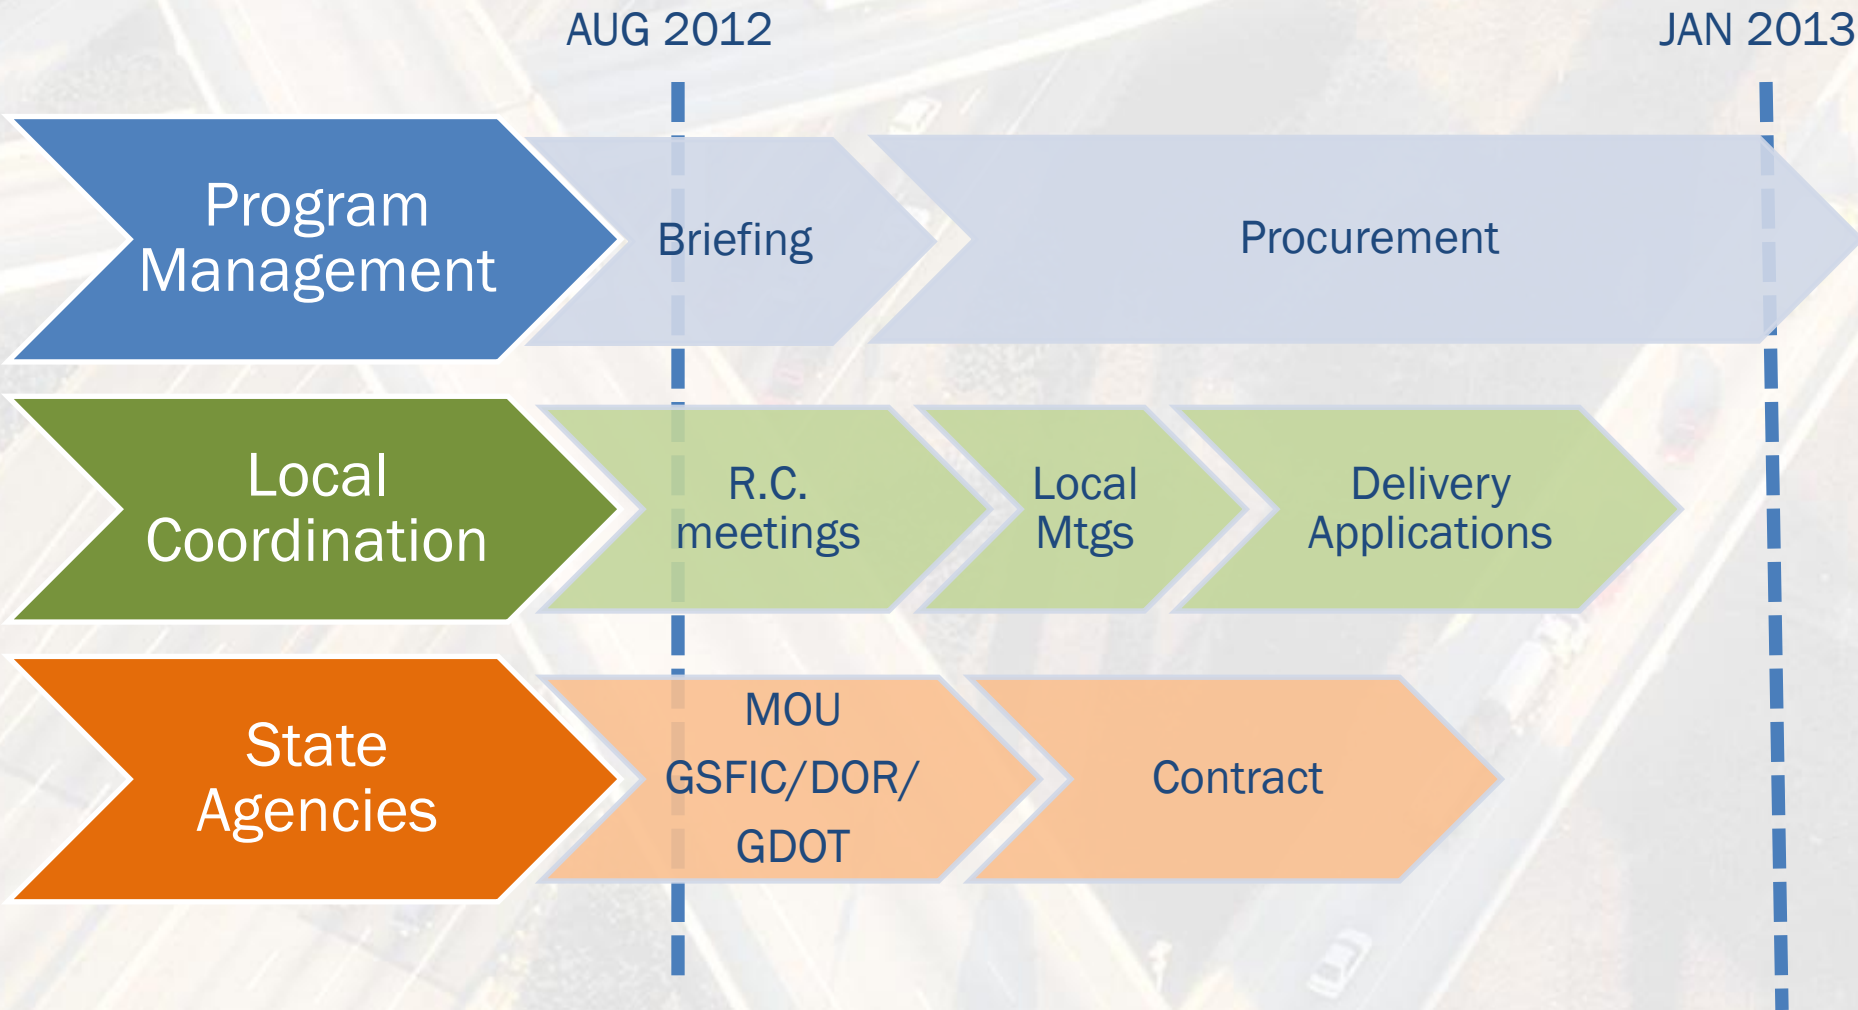 AUG 2012
JAN 2013
Program
Management
Briefing
Procurement
Local
Coordination
R.C.
meetings
Local
Mtgs
Delivery
Applications
State
Agencies
MOU
GSFIC/DOR/
GDOT
Contract